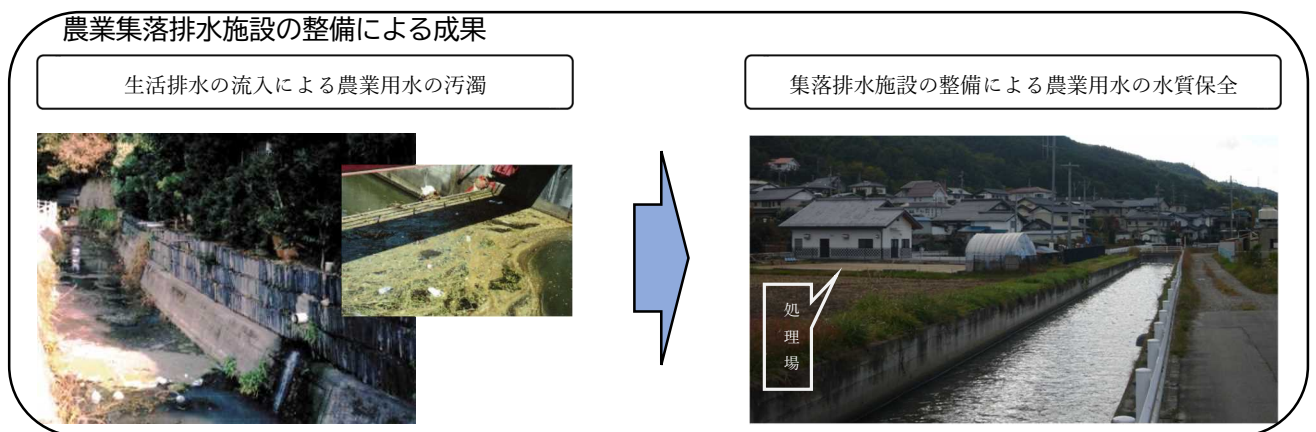 農業集落排水施設の整備による成果
生活排水の流入による農業用水の汚濁
集落排水施設の整備による農業用水の水質保全
処理場